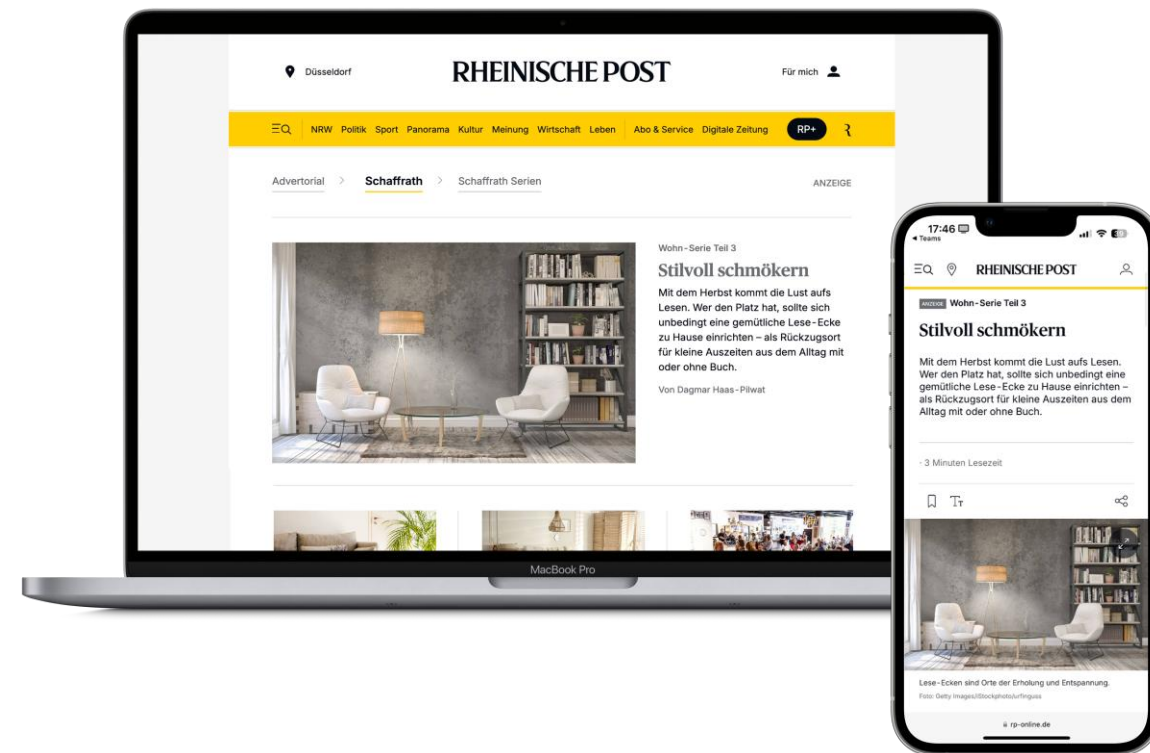 Düsseldorf
RHEINISCHE POST
Für mich
NRW Politik Sport Panorama Kultur Meinung Wirtschaft Leben Abo & Service Digitale Zeitung RP+
Advertorial > Schaffrath > Schaffrath Serien
ANZEIGE
Wohn-Serie Teil 3
Stilvoll schmökern
Mit dem Herbst kommt die Lust aufs
Lesen. Wer den Platz hat, sollte sich
unbedingt eine gemütliche Lese-Ecke
zu Hause einrichten – als Rückzugsort
für kleine Auszeiten aus dem Alltag mit
oder ohne Buch.
Von Dagmar Haas-Pilwat
MacBook Pro
17:46
Teams
RHEINISCHE POST
ANZEIGE Wohn-Serie Teil 3
Stilvoll schmökern
Mit dem Herbst kommt die Lust aufs Lesen.
Wer den Platz hat, sollte sich unbedingt eine
gemütliche Lese-Ecke zu Hause einrichten –
als Rückzugsort für kleine Auszeiten aus dem
Alltag mit oder ohne Buch.
· 3 Minuten Lesezeit
Lese-Ecken sind Orte der Erholung und Entspannung.
Foto: Getty Images/iStockphoto/urfinguss
rp-online.de